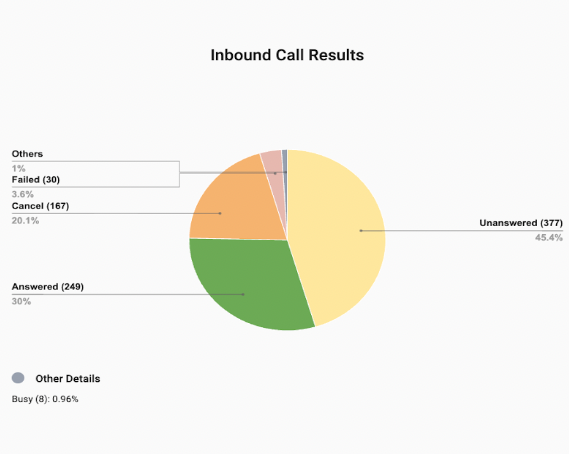 Inbound Call Results
Others
1%
Failed (30)
3.6%
Cancel (167)
20.1%
Unanswered (377)
45.4%
Answered (249)
30%
Other Details
Busy (8): 0.96%